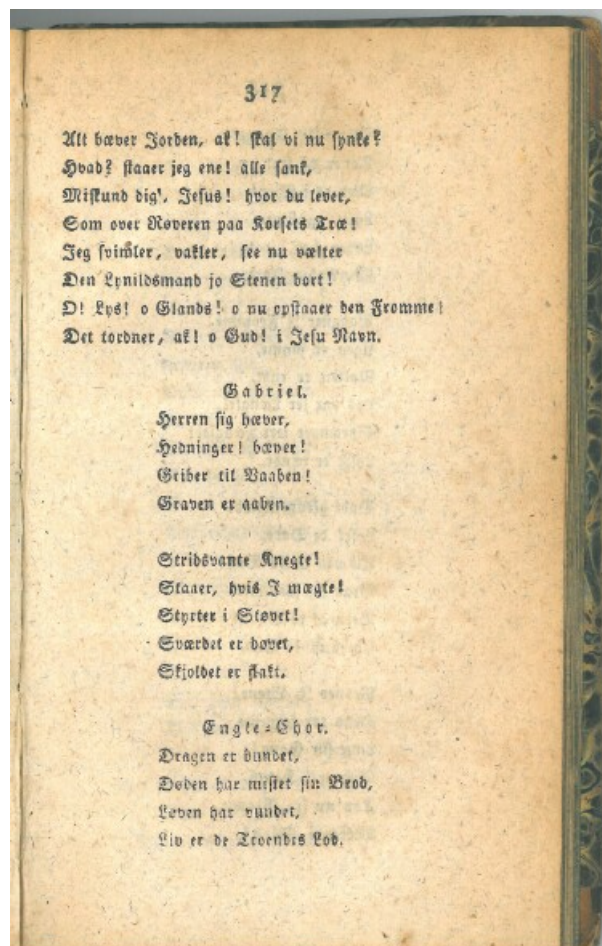 317
Alt bæver Jorden, ak! skal vi nu synke?
Hvad? staaer jeg ene! alle sank,
Miskund dig', Jesus! hvor du lever,
Som over Røveren paa Korsets Træ!
Jeg svimler, vakler, see nu vælter
Den Lynildsmand jo Stenen bort!
O! Lys! o Glands! o nu opstaaer den Fromme!
Det tordner, ak! o Gud! i Jesu Navn.
Gabriel.
Herren sig hæver,
Hedninger! bæver!
Griber til Vaaben!
Graven er aaben.
Stridsvante Knegte!
Staaer, hvis I mægte!
Styrter i Støvet!
Sværdet er døvet,
Skjoldet er slakt.
Engle-Chor.
Dragen er bundet,
Døden har mistet sin Brod,
Løven har vundet,
Liv er de Troendes Lod.